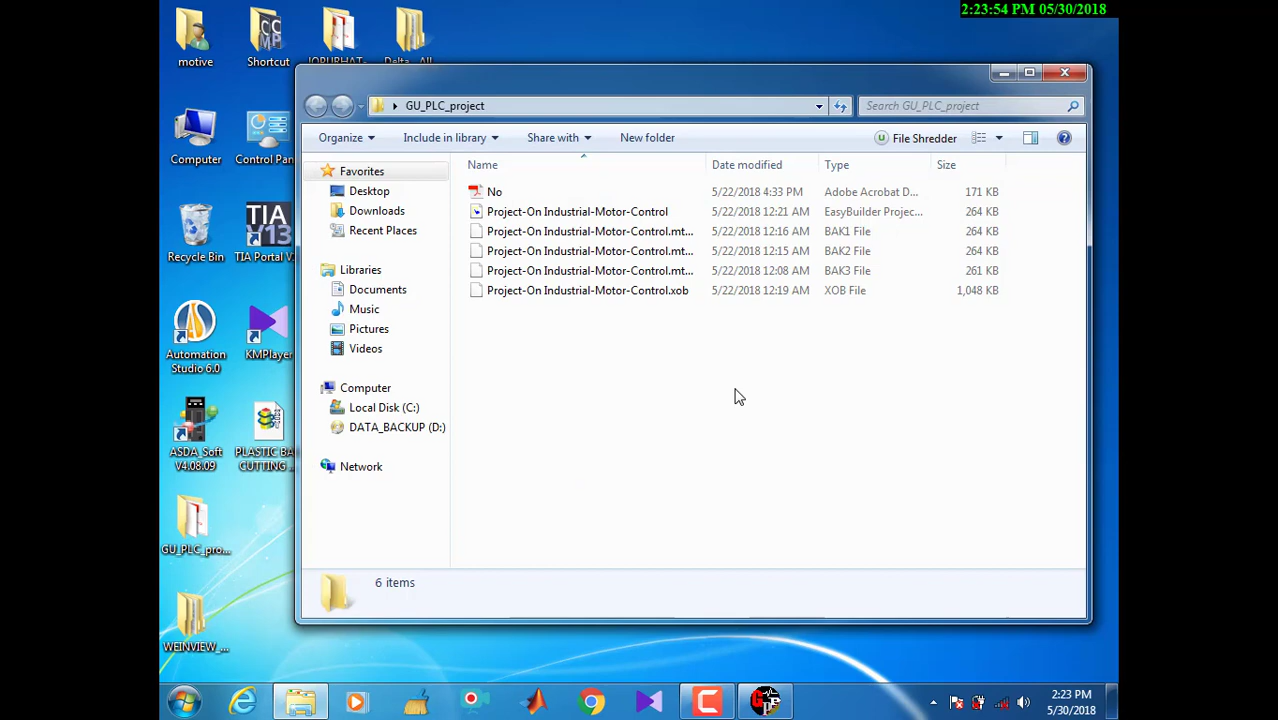 2:23:54 PM 05/30/2018
motive
Shortcut
Delta_ All
GU_PLC_project
Search GU_PLC_project
Organize
Include in library
Share with
New folder
File Shredder
Computer
Control Pan
Recycle Bin
TIA V13
TIA Portal V
Automation
Studio 6.0
KMPlayer
ASDA_Soft
V4.08.09
PLASTIC BA
CUTTING ...
GU_PLC_pro...
WEINVIEW_...
Favorites
Desktop
Downloads
Recent Places
Libraries
Documents
Music
Pictures
Videos
Computer
Local Disk (C:)
DATA_BACKUP (D:)
Network
Name Date modified Type Size
No 5/22/2018 4:33 PM Adobe Acrobat D... 171 KB
Project-On Industrial-Motor-Control 5/22/2018 12:21 AM EasyBuilder Projec... 264 KB
Project-On Industrial-Motor-Control.mt... 5/22/2018 12:16 AM BAK1 File 264 KB
Project-On Industrial-Motor-Control.mt... 5/22/2018 12:15 AM BAK2 File 264 KB
Project-On Industrial-Motor-Control.mt... 5/22/2018 12:08 AM BAK3 File 261 KB
Project-On Industrial-Motor-Control.xob 5/22/2018 12:19 AM XOB File 1,048 KB
6 items
2:23 PM
5/30/2018